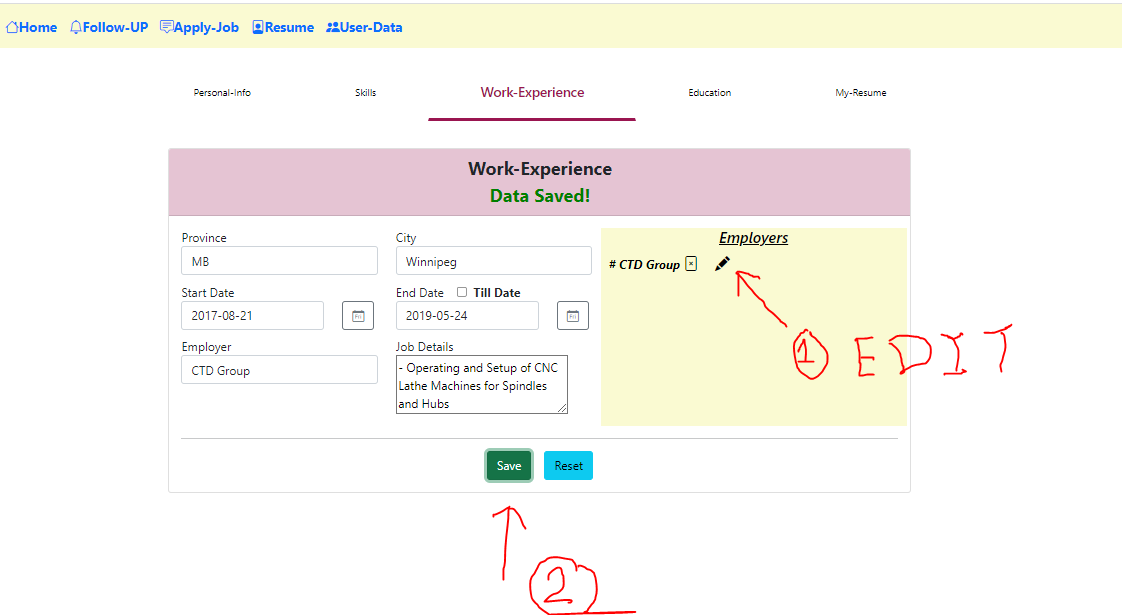 Home Follow-UP Apply-Job Resume User-Data
Personal-Info Skills Work-Experience Education My-Resume
Work-Experience
Data Saved!
Province City
MB Winnipeg
Start Date End Date Till Date
2017-08-21 2019-05-24
Employer Job Details
CTD Group
- Operating and Setup of CNC
Lathe Machines for Spindles
and Hubs
Employers
# CTD Group
1 EDIT
Save Reset
2